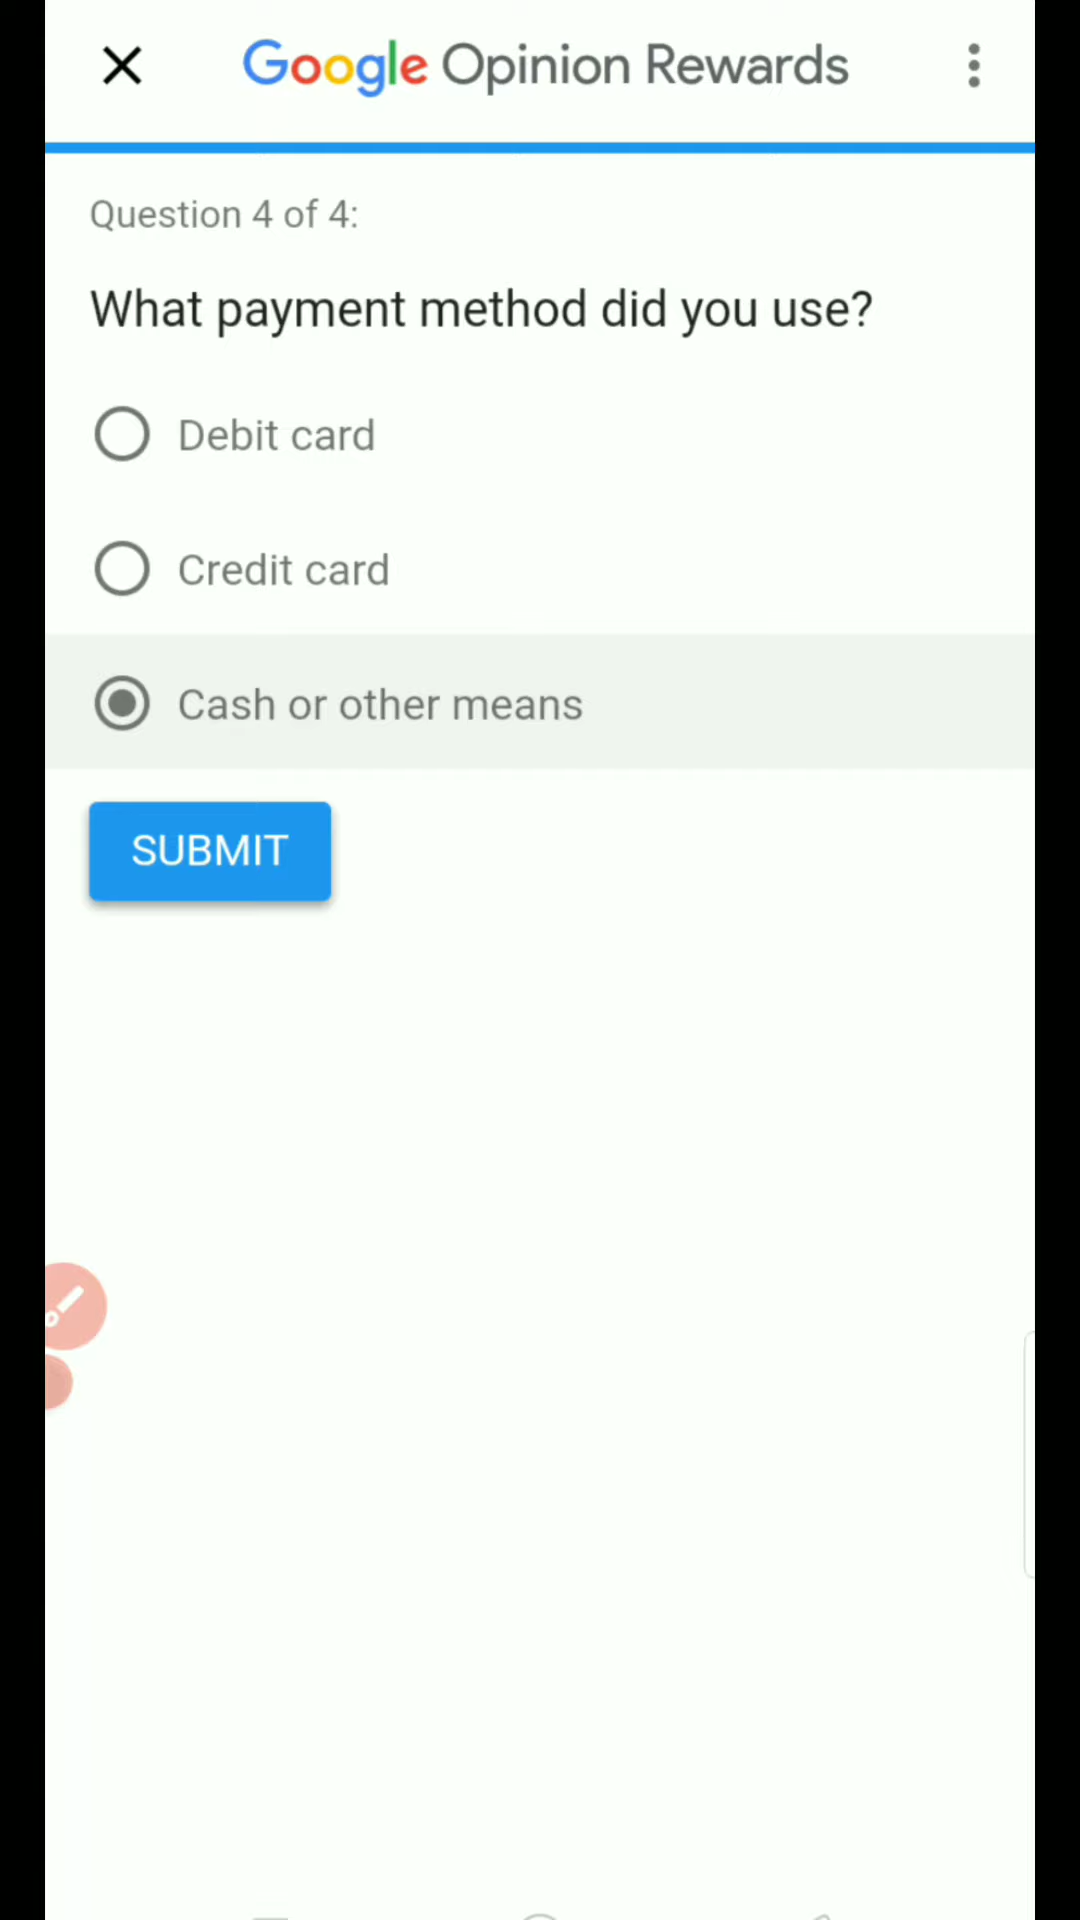 Google Opinion Rewards
Question 4 of 4:
What payment method did you use?
Debit card
Credit card
Cash or other means
SUBMIT